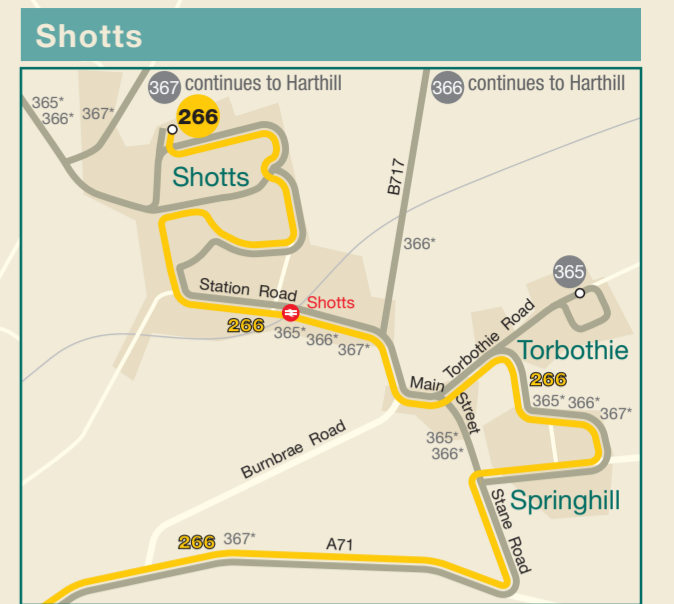 Shotts
367 continues to Harthill
366 continues to Harthill
365*
366* 367*
266
Shotts
B717
366*
365
Station Road
Shotts
266 365* 366* 367*
Torbothie Road
Torbothie
Main Street
266
365* 366* 367*
365*
366*
Burnbrae Road
Springhill
Stane Road
266 367* A71